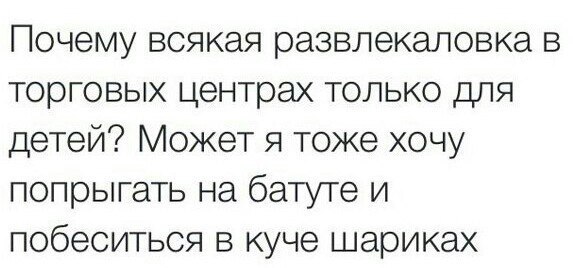 Почему всякая развлекаловка в
торговых центрах только для
детей? Может я тоже хочу
попрыгать на батуте и
побеситься в куче шариках